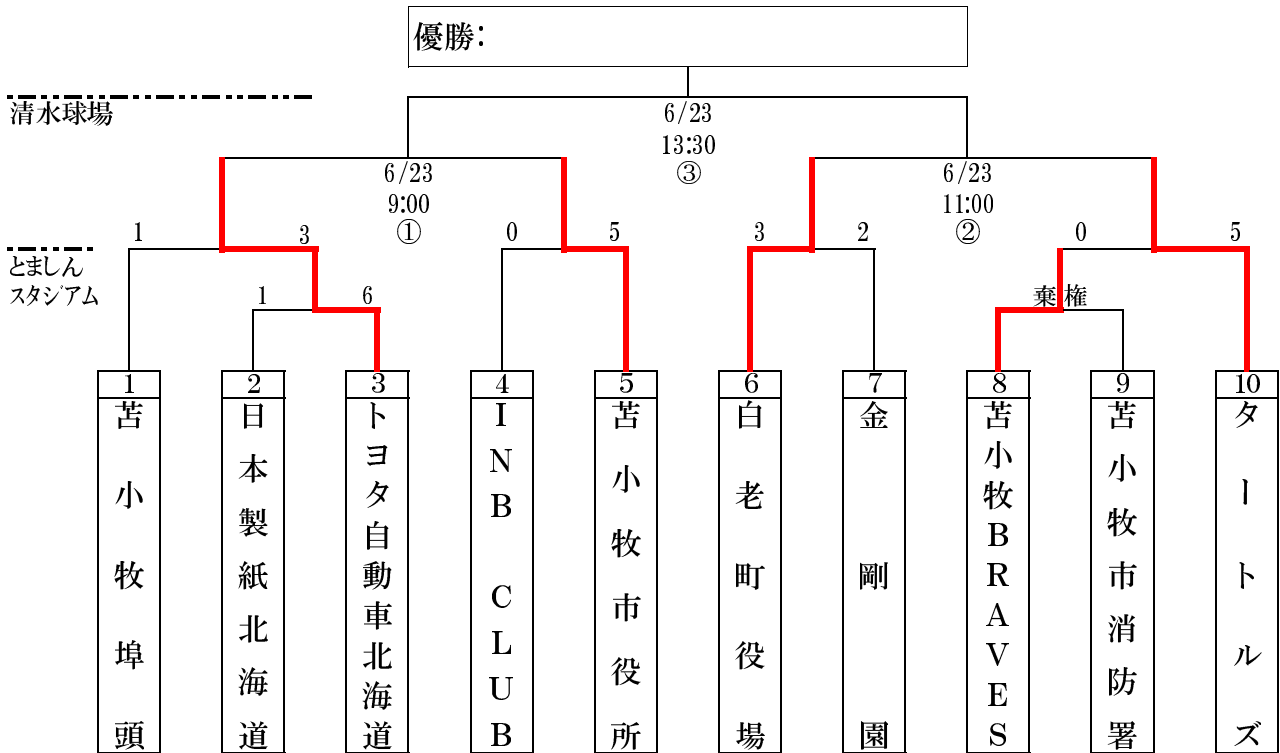 優勝:
清水球場
6/23
13:30
③
6/23
9:00
①
6/23
11:00
②
1
3
0
5
3
2
0
5
とましん
スタジアム
1
6
棄権
1
2
3
4
5
6
7
8
9
10
苫小牧埠頭
日本製紙北海道
トヨタ自動車北海道
INB CLUB
苫小牧市役所
白老町役場
金剛園
苫小牧BRAVES
苫小牧市消防署
タートルズ